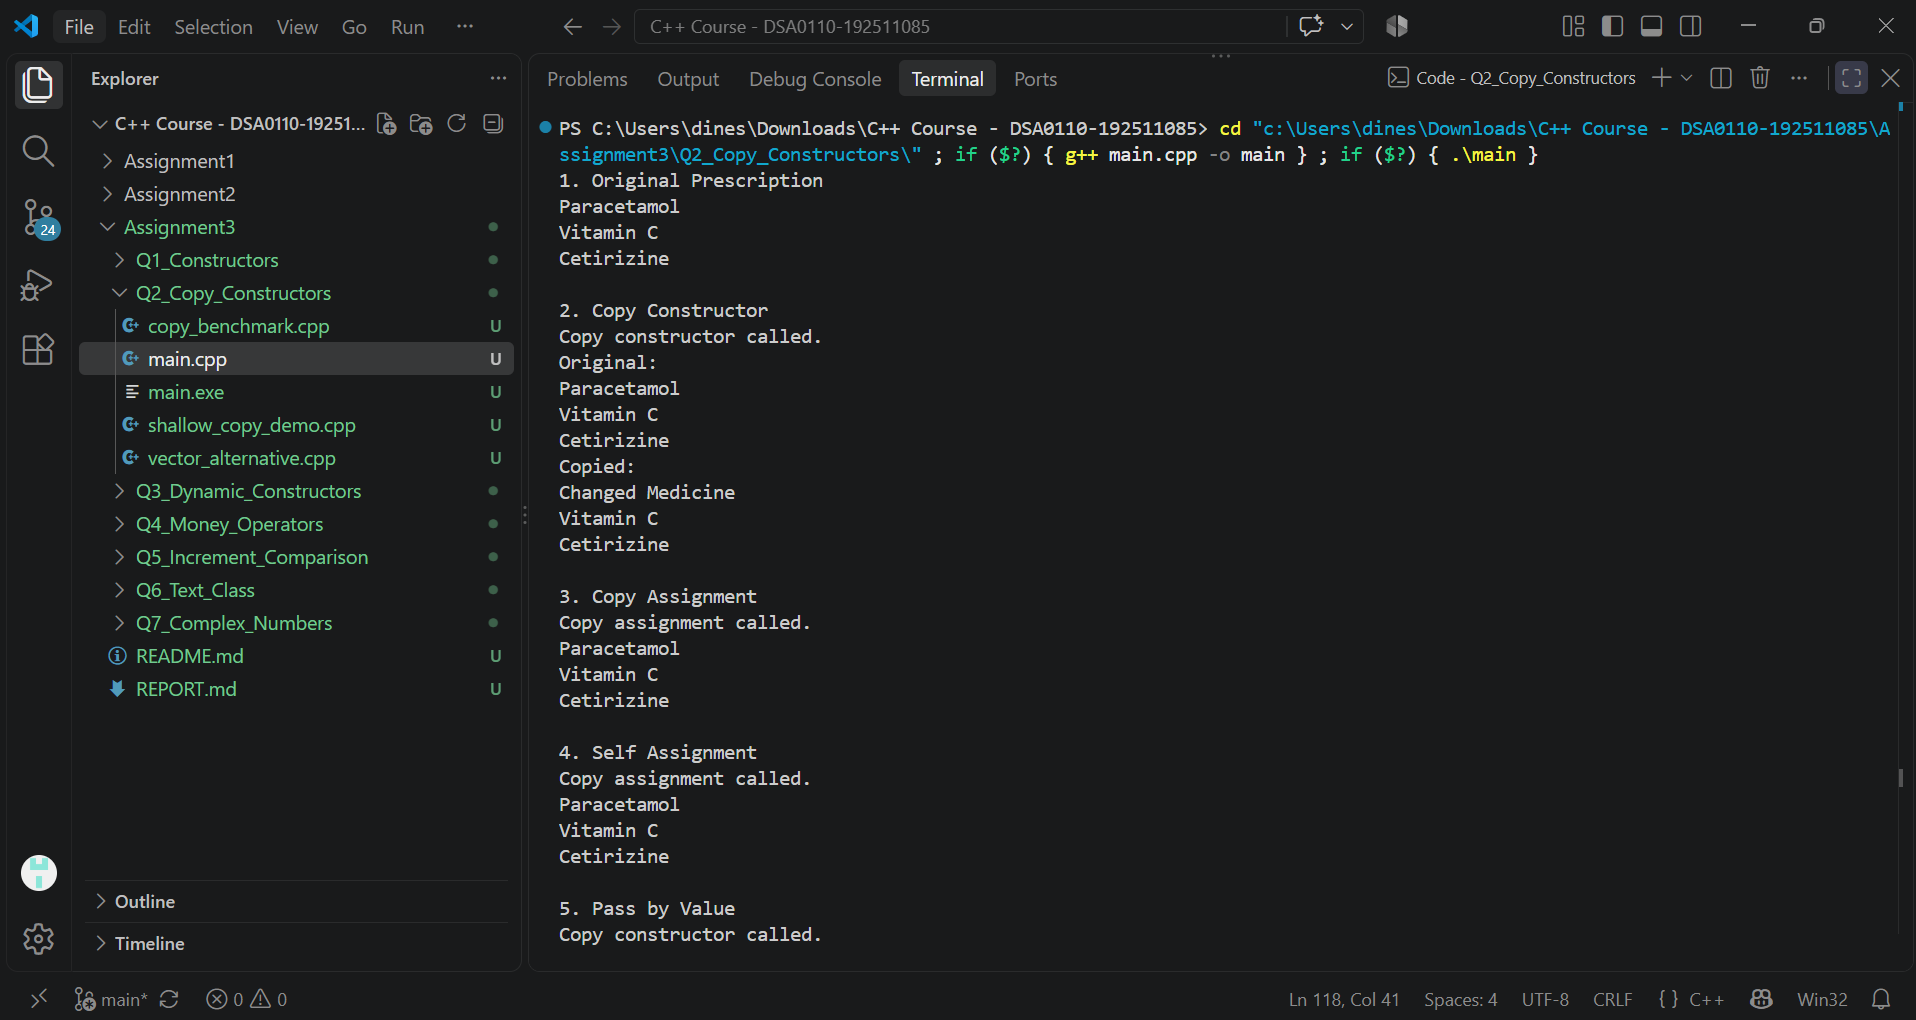 File Edit Selection View Go Run ···
C++ Course - DSA0110-192511085
Explorer
C++ Course - DSA0110-19251...
Assignment1
Assignment2
Assignment3
Q1_Constructors
Q2_Copy_Constructors
copy_benchmark.cpp U
main.cpp U
main.exe U
shallow_copy_demo.cpp U
vector_alternative.cpp U
Q3_Dynamic_Constructors
Q4_Money_Operators
Q5_Increment_Comparison
Q6_Text_Class
Q7_Complex_Numbers
README.md U
REPORT.md U
24
Outline
Timeline
Problems Output Debug Console Terminal Ports
Code - Q2_Copy_Constructors
PS C:\Users\dines\Downloads\C++ Course - DSA0110-192511085> cd "c:\Users\dines\Downloads\C++ Course - DSA0110-192511085\A
ssignment3\Q2_Copy_Constructors\" ; if ($?) { g++ main.cpp -o main } ; if ($?) { .\main }
1. Original Prescription
Paracetamol
Vitamin C
Cetirizine
2. Copy Constructor
Copy constructor called.
Original:
Paracetamol
Vitamin C
Cetirizine
Copied:
Changed Medicine
Vitamin C
Cetirizine
3. Copy Assignment
Copy assignment called.
Paracetamol
Vitamin C
Cetirizine
4. Self Assignment
Copy assignment called.
Paracetamol
Vitamin C
Cetirizine
5. Pass by Value
Copy constructor called.
main* 0 0
Ln 118, Col 41 Spaces: 4 UTF-8 CRLF { } C++ Win32